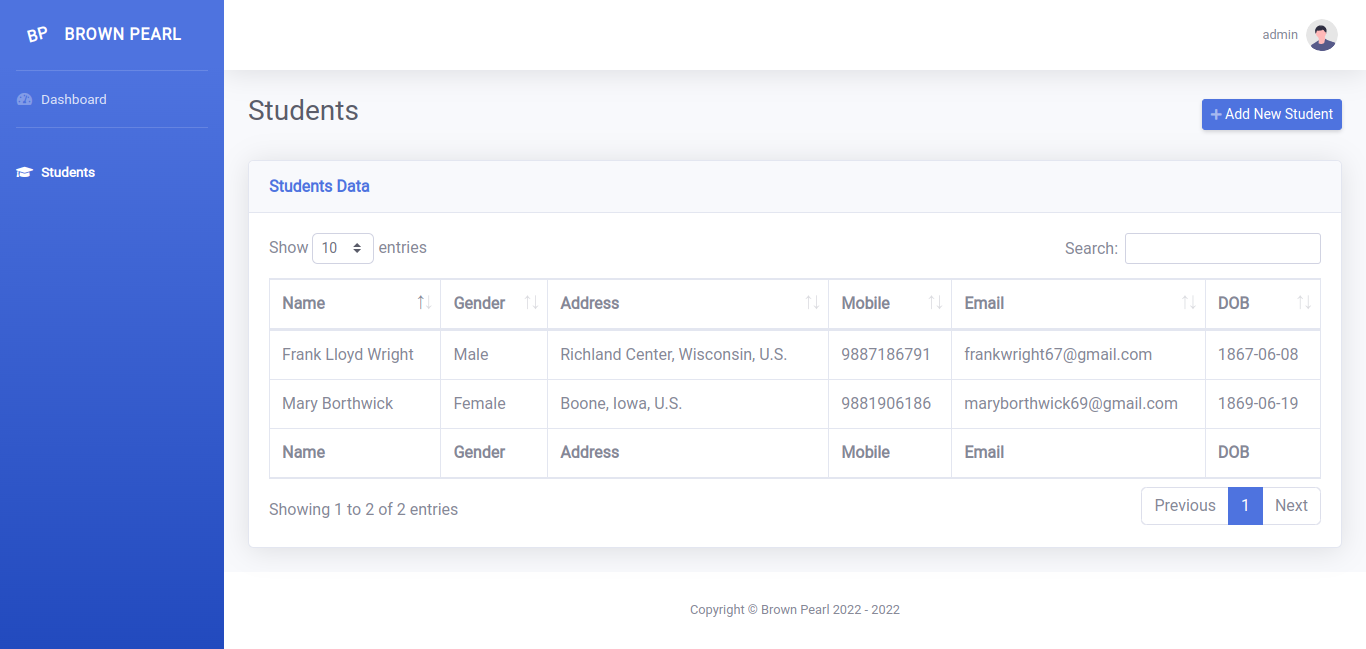 BP BROWN PEARL
admin
Dashboard
Students
Students
+ Add New Student
Students Data
Show 10 entries
Search:
Name Gender Address Mobile Email DOB
Frank Lloyd Wright Male Richland Center, Wisconsin, U.S. 9887186791 frankwright67@gmail.com 1867-06-08
Mary Borthwick Female Boone, Iowa, U.S. 9881906186 maryborthwick69@gmail.com 1869-06-19
Name Gender Address Mobile Email DOB
Showing 1 to 2 of 2 entries
Previous 1 Next
Copyright © Brown Pearl 2022 - 2022